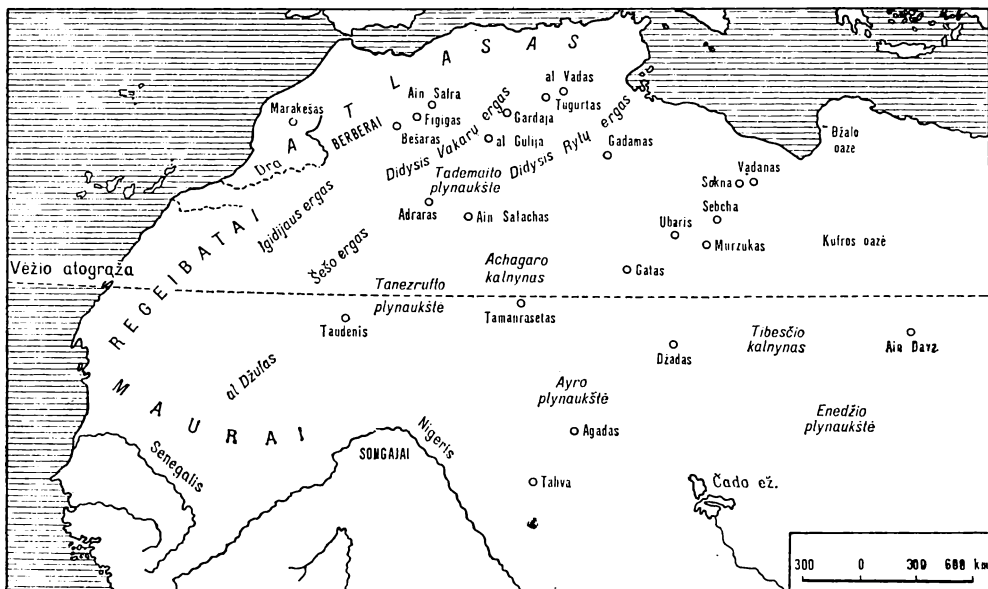 ATLASAS
al Vadas
Ain Safra
Tugurtas
Marakešas
Figigas
Gardaja
Bešaras
BERBERAI
al Gulija
Džalo
oazė
Dra
Didysis Vakarų ergas
Didysis Rytų ergas
Gadamas
Tademaito
plynaukštė
Vadanas
Sokna
Adraras
Ain Salachas
Sebcha
Igidijaus ergas
Ubaris
Murzukas
Kufros oazė
REGEIBATAI
Šešo ergas
Achagaro
kalnynas
Gatas
Vėžio atogrąža
Tanezrufto
plynaukštė
Taudenis
Tamanrasetas
Tibesčio
kalnynas
Džadas
al Džufas
Ayro
plynaukštė
Enedžio
plynaukštė
MAURAI
Agadas
Nigeris
SONGAJAI
Senegalis
Taliva
Čado ež.
300 0 300 600 km